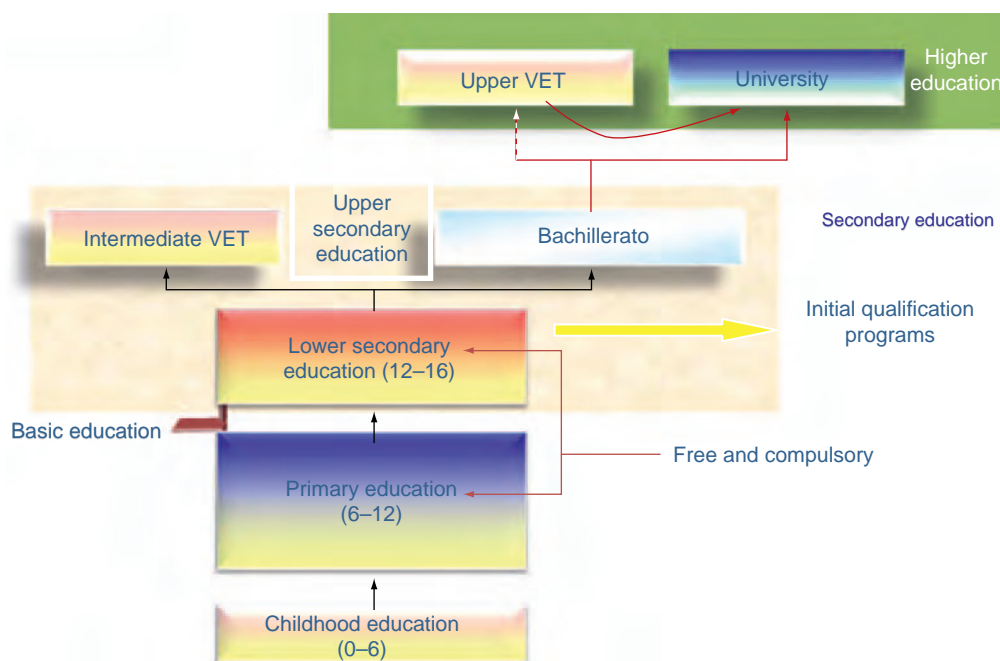 Higher
education
Upper VET
University
Upper
secondary
education
Intermediate VET
Bachillerato
Secondary education
Initial qualification
programs
Lower secondary
education (12–16)
Basic education
Free and compulsory
Primary education
(6–12)
Childhood education
(0–6)